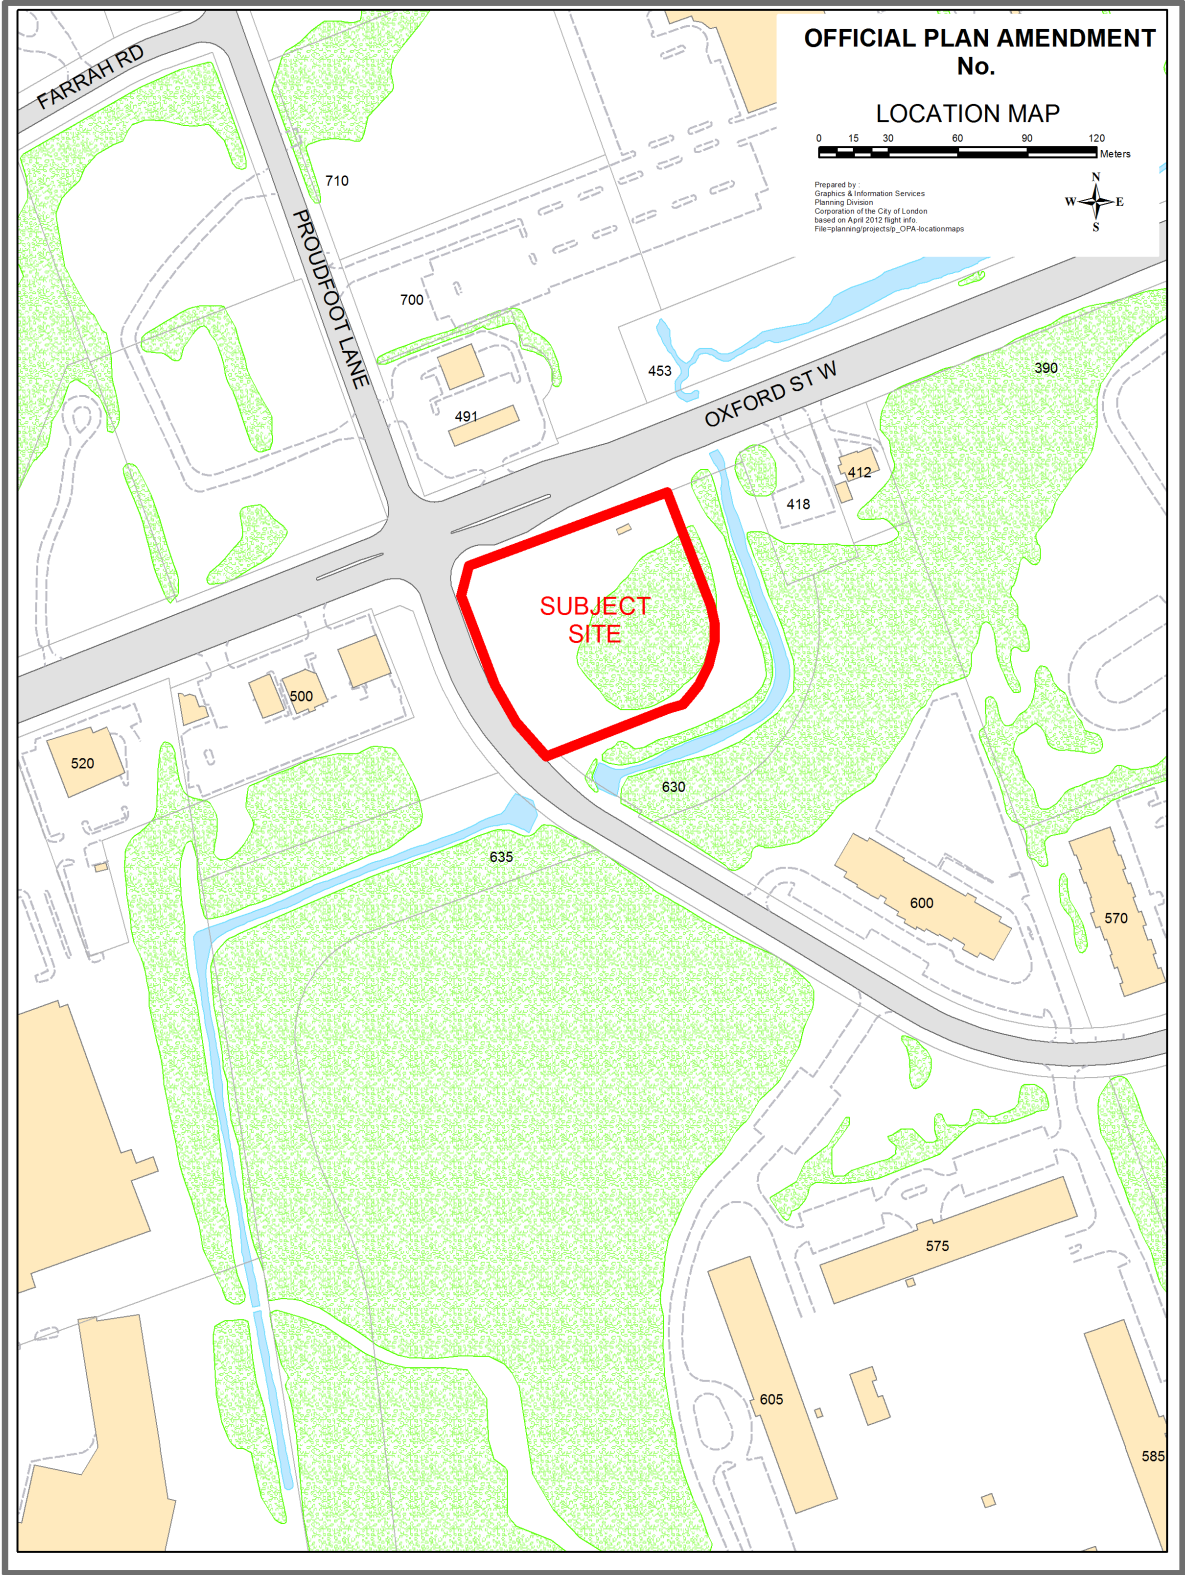 OFFICIAL PLAN AMENDMENT
No.
LOCATION MAP
0 15 30 60 90 120
Meters
Prepared by :
Graphics & Information Services
Planning Division
Corporation of the City of London
based on April 2012 flight info.
File=planning/projects/p_OPA-locationmaps
N
W E
S
FARRAH RD
710
PROUDFOOT LANE
700
453
390
OXFORD ST W
491
412
418
SUBJECT
SITE
500
520
630
635
600
570
575
605
585